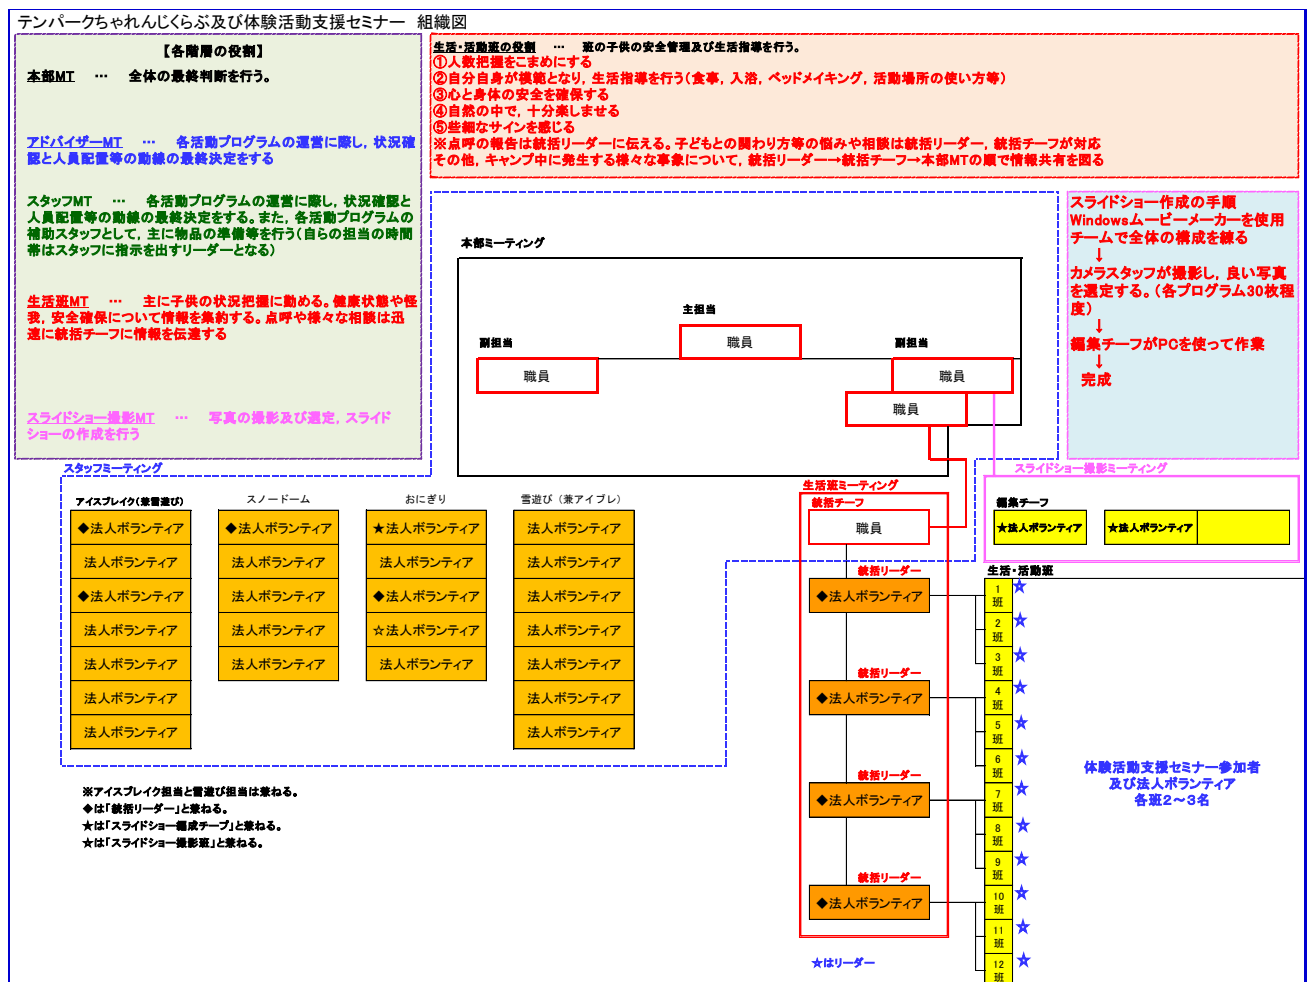 テンパークちゃれんじくらぶ及び体験活動支援セミナー　組織図
【各階層の役割】
本部MT　…　全体の最終判断を行う。
アドバイザーMT　…　各活動プログラムの運営に際し，状況確
認と人員配置等の動線の最終決定をする
スタッフMT　…　各活動プログラムの運営に際し，状況確認と
人員配置等の動線の最終決定をする。また，各活動プログラムの
補助スタッフとして，主に物品の準備等を行う（自らの担当の時間
帯はスタッフに指示を出すリーダーとなる）
生活班MT　…　主に子供の状況把握に勤める。健康状態や怪
我，安全確保について情報を集約する。点呼や様々な相談は迅
速に統括チーフに情報を伝達する
スライドショー撮影MT　…　写真の撮影及び選定，スライド
ショーの作成を行う
生活・活動班の役割　…　班の子供の安全管理及び生活指導を行う。
①人数把握をこまめにする
②自分自身が模範となり，生活指導を行う（食事，入浴，ベッドメイキング，活動場所の使い方等）
③心と身体の安全を確保する
④自然の中で，十分楽しませる
⑤些細なサインを感じる
※点呼の報告は統括リーダーに伝える。子どもとの関わり方等の悩みや相談は統括リーダー，統括チーフが対応
その他，キャンプ中に発生する様々な事象について，統括リーダー→統括チーフ→本部MTの順で情報共有を図る
スライドショー作成の手順
Windowsムービーメーカーを使用
チームで全体の構成を練る
↓
カメラスタッフが撮影し，良い写真
を選定する。（各プログラム30枚程
度）
↓
編集チーフがPCを使って作業
↓
完成
本部ミーティング
主担当
職員
副担当
職員
副担当
職員
職員
スタッフミーティング
アイスブレイク（兼雪遊び）
◆法人ボランティア
法人ボランティア
◆法人ボランティア
法人ボランティア
法人ボランティア
法人ボランティア
法人ボランティア
スノードーム
◆法人ボランティア
法人ボランティア
法人ボランティア
法人ボランティア
法人ボランティア
おにぎり
★法人ボランティア
法人ボランティア
◆法人ボランティア
☆法人ボランティア
法人ボランティア
雪遊び（兼アイブレ）
法人ボランティア
法人ボランティア
法人ボランティア
法人ボランティア
法人ボランティア
法人ボランティア
法人ボランティア
※アイスブレイク担当と雪遊び担当は兼ねる。
◆は「統括リーダー」と兼ねる。
★は「スライドショー編成チーフ」と兼ねる。
☆は「スライドショー撮影班」と兼ねる。
生活班ミーティング
統括チーフ
職員
統括リーダー
◆法人ボランティア
統括リーダー
◆法人ボランティア
統括リーダー
◆法人ボランティア
統括リーダー
◆法人ボランティア
☆はリーダー
スライドショー撮影ミーティング
編集チーフ
★法人ボランティア
★法人ボランティア
生活・活動班
1班☆
2班☆
3班☆
4班☆
5班☆
6班☆
7班☆
8班☆
9班☆
10班☆
11班☆
12班☆
体験活動支援セミナー参加者
及び法人ボランティア
各班２～３名